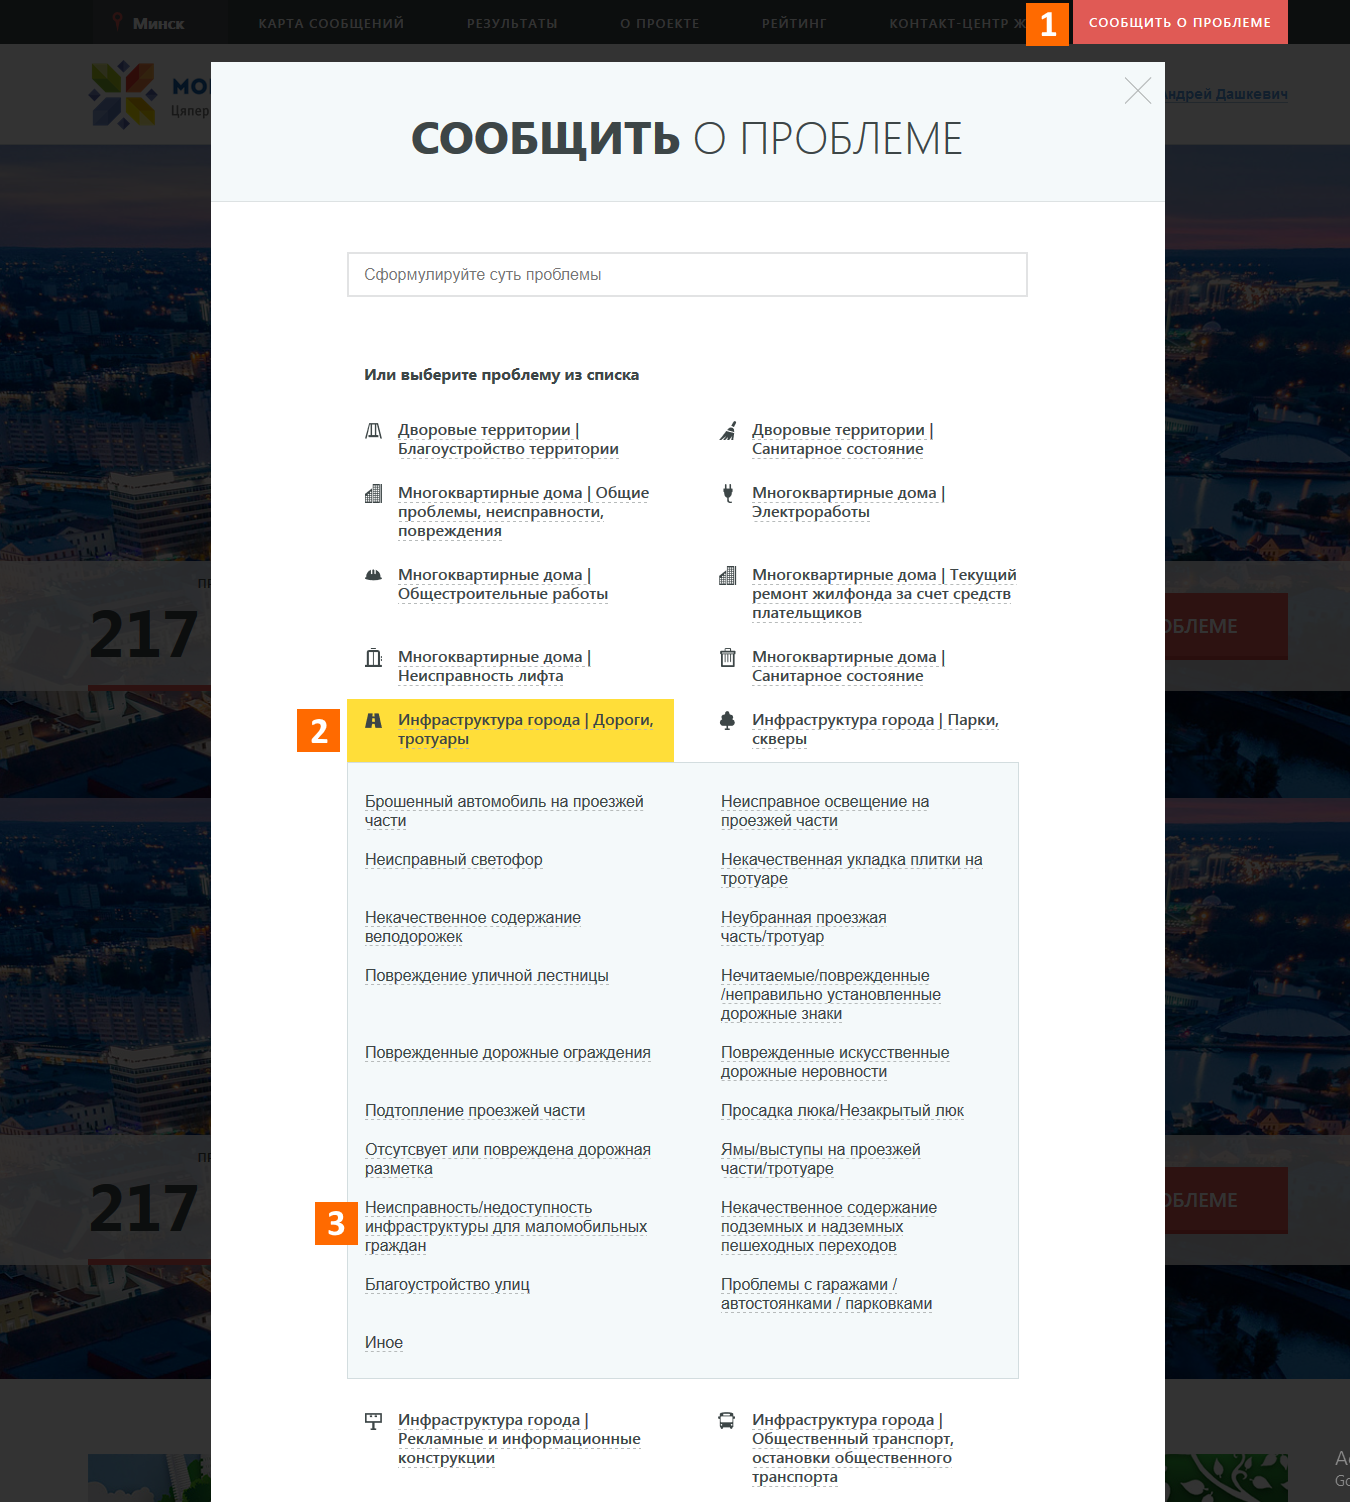 Минск
КАРТА СООБЩЕНИЙ
РЕЗУЛЬТАТЫ
О ПРОЕКТЕ
РЕЙТИНГ
КОНТАКТ-ЦЕНТР Ж
1
СООБЩИТЬ О ПРОБЛЕМЕ
Цяпер
ндрей Дашкевич
СООБЩИТЬ О ПРОБЛЕМЕ
Сформулируйте суть проблемы
Или выберите проблему из списка
Дворовые территории |
Благоустройство территории
Дворовые территории |
Санитарное состояние
Многоквартирные дома | Общие
проблемы, неисправности,
повреждения
Многоквартирные дома |
Электроработы
Многоквартирные дома |
Общестроительные работы
Многоквартирные дома | Текущий
ремонт жилфонда за счет средств
плательщиков
217
ОБЛЕМЕ
Многоквартирные дома |
Неисправность лифта
Многоквартирные дома |
Санитарное состояние
2
Инфраструктура города | Дороги,
тротуары
Инфраструктура города | Парки,
скверы
Брошенный автомобиль на проезжей
части
Неисправное освещение на
проезжей части
Неисправный светофор
Некачественная укладка плитки на
тротуаре
Некачественное содержание
велодорожек
Неубранная проезжая
часть/тротуар
Повреждение уличной лестницы
Нечитаемые/поврежденные
/неправильно установленные
дорожные знаки
Поврежденные дорожные ограждения
Поврежденные искусственные
дорожные неровности
Подтопление проезжей части
Просадка люка/Незакрытый люк
Отсутсвует или повреждена дорожная
разметка
Ямы/выступы на проезжей
части/тротуаре
217
ОБЛЕМЕ
3
Неисправность/недоступность
инфраструктуры для маломобильных
граждан
Некачественное содержание
подземных и надземных
пешеходных переходов
Благоустройство улиц
Проблемы с гаражами /
автостоянками / парковками
Иное
Инфраструктура города |
Рекламные и информационные
конструкции
Инфраструктура города |
Общественный транспорт,
остановки общественного
транспорта